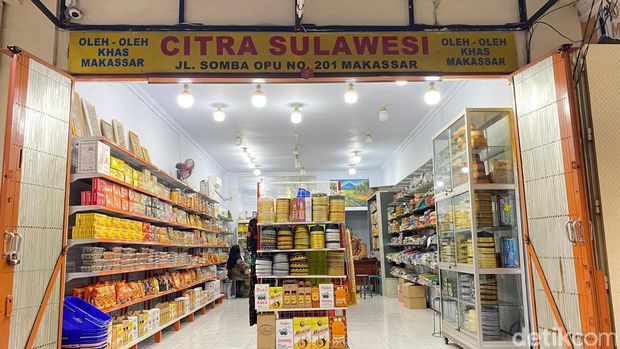 OLEH - OLEH
KHAS
MAKASSAR
CITRA SULAWESI
JL. SOMBA OPU NO. 201 MAKASSAR
OLEH - OLEH
KHAS
MAKASSAR
detikcom